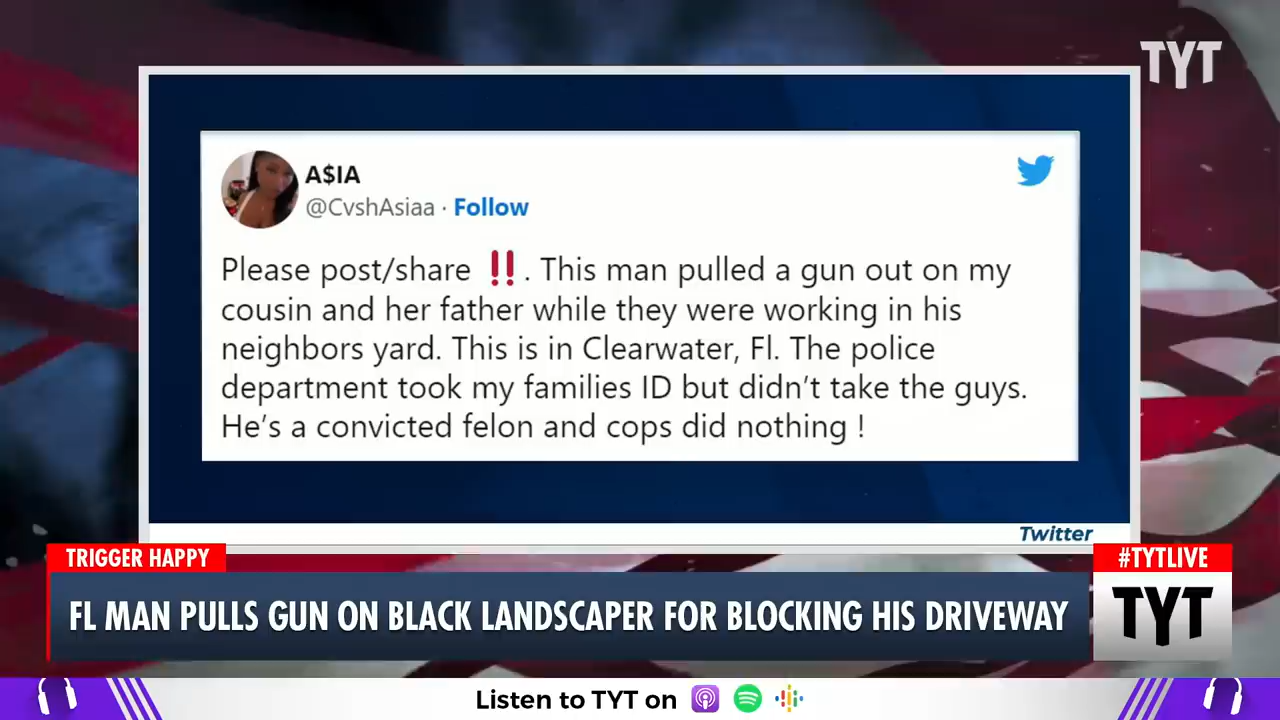 TYT
A$IA
@CvshAsiaa · Follow
Please post/share ‼️. This man pulled a gun out on my
cousin and her father while they were working in his
neighbors yard. This is in Clearwater, Fl. The police
department took my families ID but didn’t take the guys.
He’s a convicted felon and cops did nothing !
Twitter
TRIGGER HAPPY
#TYTLIVE
FL MAN PULLS GUN ON BLACK LANDSCAPER FOR BLOCKING HIS DRIVEWAY
TYT
Listen to TYT on